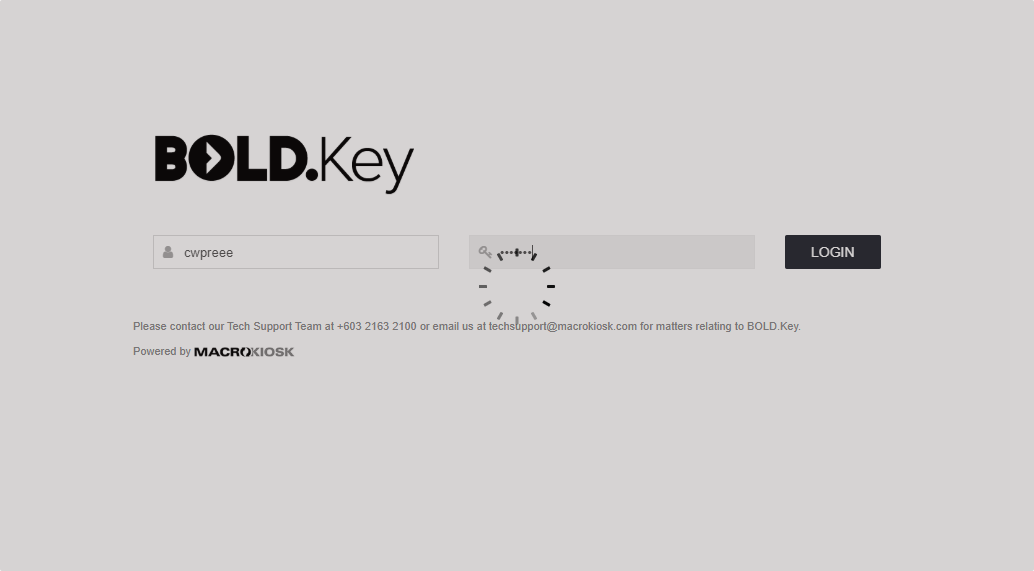 BOLD.Key
cwpreee
LOGIN
Please contact our Tech Support Team at +603 2163 2100 or email us at techsupport@macrokiosk.com for matters relating to BOLD.Key.
Powered by MACROKIOSK